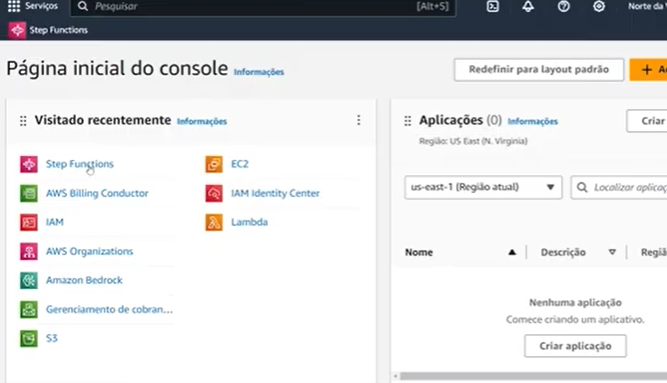 Serviços
Pesquisar
[Alt+S]
Norte da
Step Functions
Página inicial do console
Informações
Redefinir para layout padrão
+
Visitado recentemente
Informações
Step Functions
AWS Billing Conductor
IAM
AWS Organizations
Amazon Bedrock
Gerenciamento de cobran...
S3
EC2
IAM Identity Center
Lambda
Aplicações (0)
Informações
Criar
Região: US East (N. Virginia)
us-east-1 (Região atual)
Localizar aplicaç
Nome
Descrição
Regiã
Nenhuma aplicação
Comece criando um aplicativo.
Criar aplicação